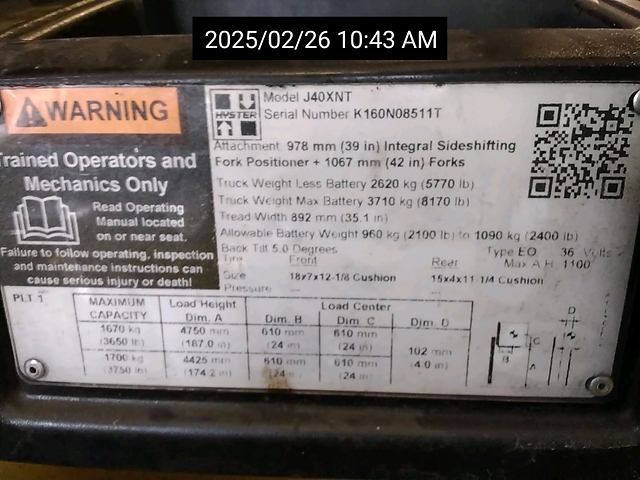 2025/02/26 10:43 AM
WARNING
Trained Operators and
Mechanics Only
Read Operating
Manual located
on or near seat.
Failure to follow operating, inspection
and maintenance instructions can
cause serious injury or death!
HYSTER
Model J40XNT
Serial Number K160N08511T
Attachment 978 mm (39 in) Integral Sideshifting
Fork Positioner + 1067 mm (42 in) Forks
Truck Weight Less Battery 2620 kg (5770 lb)
Truck Weight Max Battery 3710 kg (8170 lb)
Tread Width 892 mm (35.1 in)
Allowable Battery Weight 960 kg (2100 lb) to 1090 kg (2400 lb)
Back Tilt 5.0 Degrees Type EO 36 Volts
Tire Front Rear Max A.H. 1100
Size 18x7x12-1/8 Cushion 15x4x11-1/4 Cushion
Pressure --
PLT 1
MAXIMUM CAPACITY Load Height Dim. A Load Center Dim. B Dim. C Dim. D
1670 kg 4750 mm 610 mm 610 mm
(3650 lb) (187.0 in) (24 in) (24 in)
102 mm
(4.0 in)
1700 kg 4425 mm 610 mm 610 mm
(3750 lb) (174.2 in) (24 (24 in)
D
C
B
A